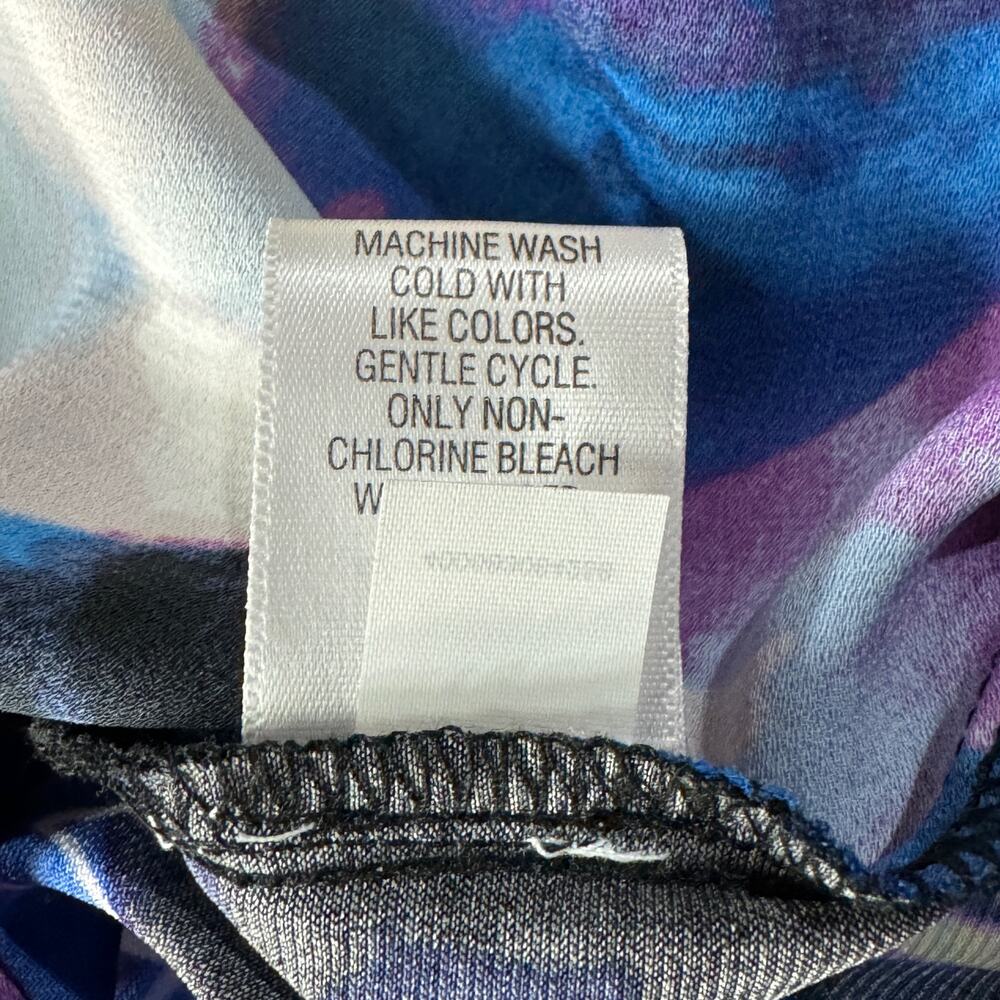 MACHINE WASH
COLD WITH
LIKE COLORS.
GENTLE CYCLE.
ONLY NON-
CHLORINE BLEACH